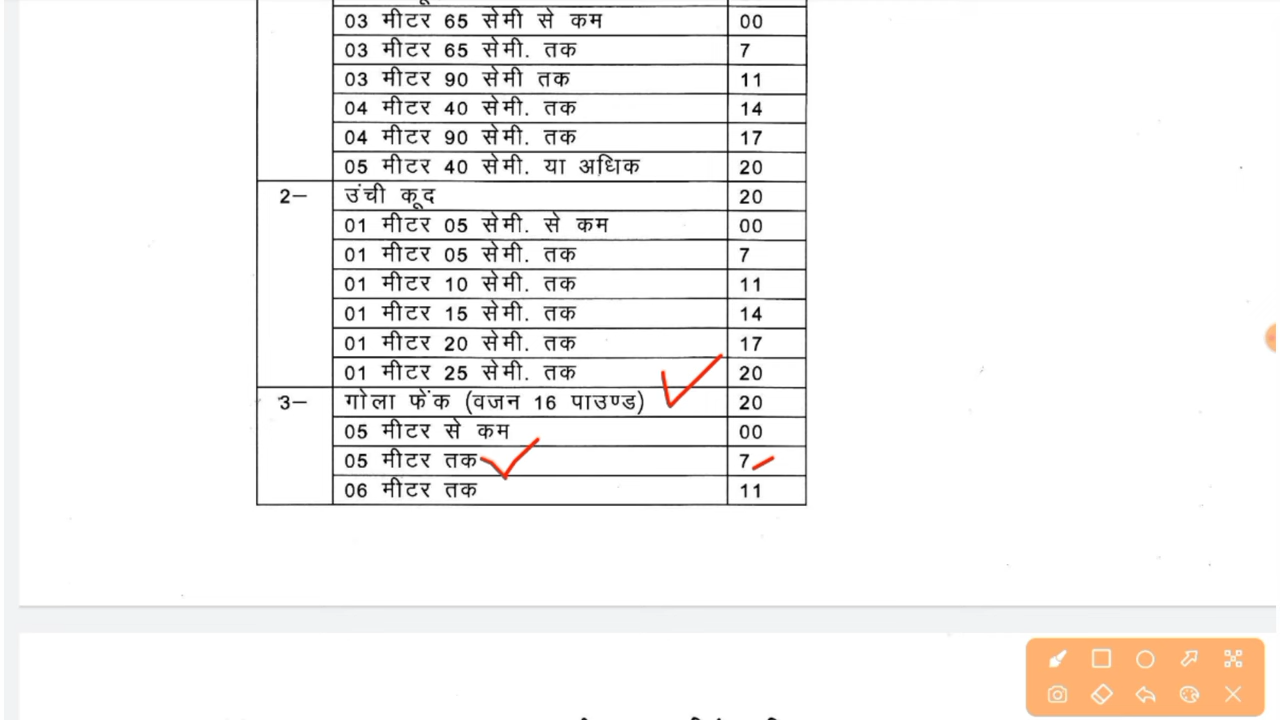 03 मीटर 65 सेमी से कम 00
03 मीटर 65 सेमी. तक 7
03 मीटर 90 सेमी तक 11
04 मीटर 40 सेमी. तक 14
04 मीटर 90 सेमी. तक 17
05 मीटर 40 सेमी. या अधिक 20
2– उंची कूद 20
01 मीटर 05 सेमी. से कम 00
01 मीटर 05 सेमी. तक 7
01 मीटर 10 सेमी. तक 11
01 मीटर 15 सेमी. तक 14
01 मीटर 20 सेमी. तक 17
01 मीटर 25 सेमी. तक 20
3– गोला फेंक (वजन 16 पाउण्ड) 20
05 मीटर से कम 00
05 मीटर तक 7
06 मीटर तक 11